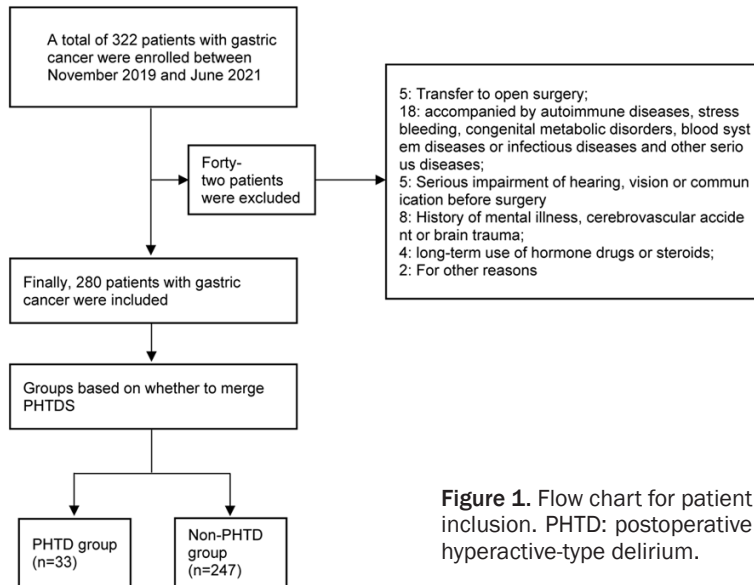 A total of 322 patients with gastric
cancer were enrolled between
November 2019 and June 2021
5: Transfer to open surgery;
18: accompanied by autoimmune diseases, stress
bleeding, congenital metabolic disorders, blood syst
em diseases or infectious diseases and other serio
us diseases;
5: Serious impairment of hearing, vision or commun
ication before surgery
8: History of mental illness, cerebrovascular accide
nt or brain trauma;
4: long-term use of hormone drugs or steroids;
2: For other reasons
Forty-
two patients
were excluded
Finally, 280 patients with gastric
cancer were included
Groups based on whether to merge
PHTDS
PHTD group
(n=33)
Non-PHTD
group
(n=247)
Figure 1. Flow chart for patient
inclusion. PHTD: postoperative
hyperactive-type delirium.